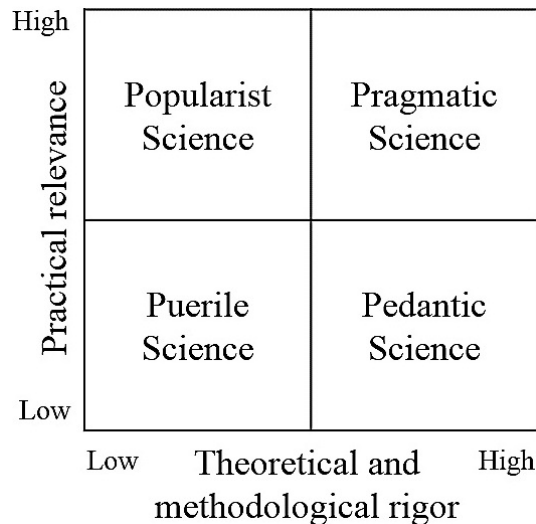 High
Popularist
Science
Pragmatic
Science
Practical relevance
Puerile
Science
Pedantic
Science
Low
Low
Theoretical and
methodological rigor
High